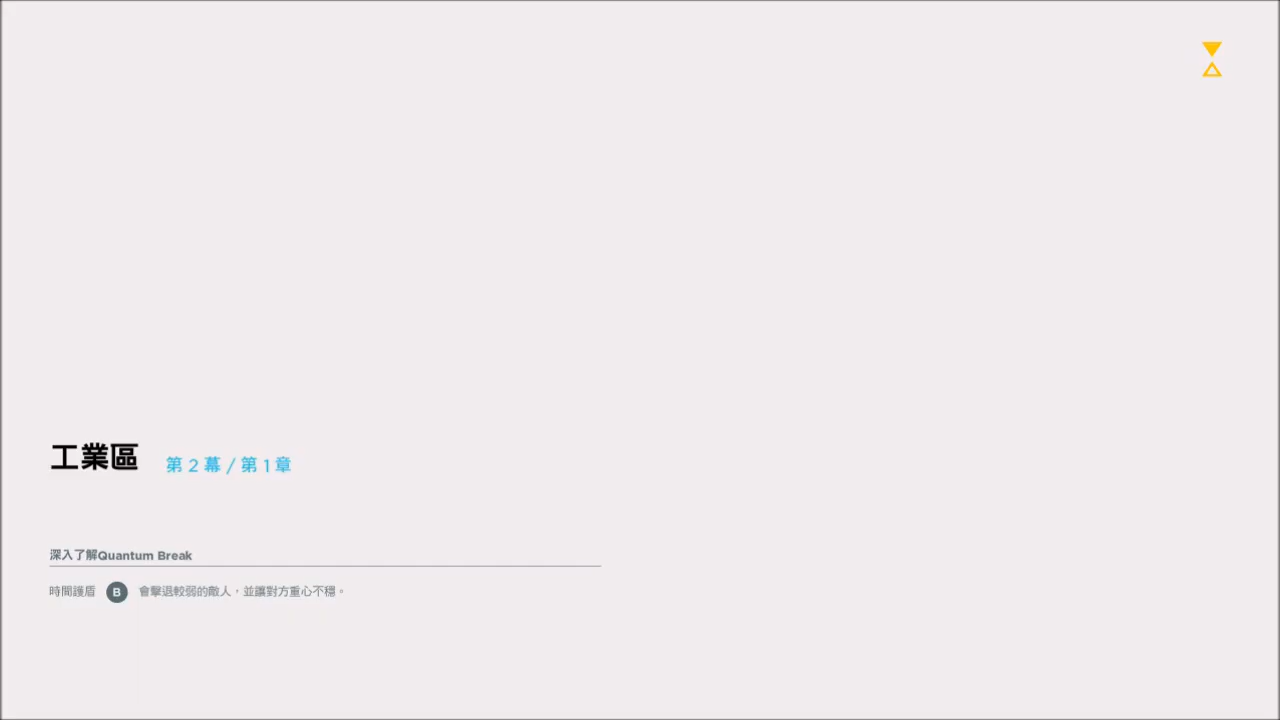 工業區 第 2 幕 / 第 1 章
深入了解Quantum Break
時間護盾 B 會擊退較弱的敵人，並讓對方重心不穩。